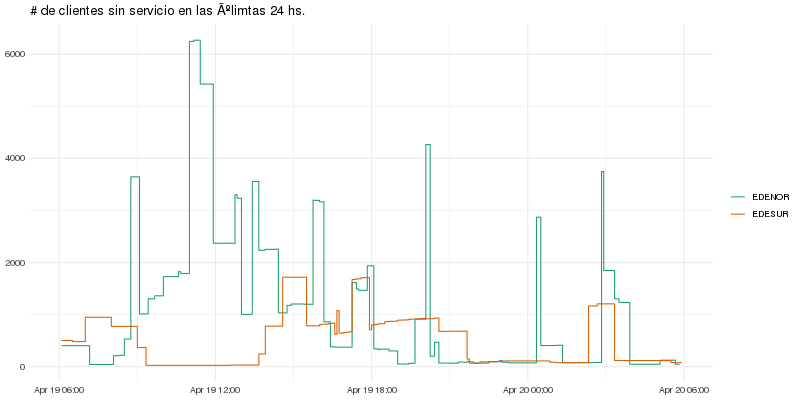 # de clientes sin servicio en las Ãºlimtas 24 hs.
6000
4000
2000
0
Apr 19 06:00
Apr 19 12:00
Apr 19 18:00
Apr 20 00:00
Apr 20 06:00
EDENOR
EDESUR